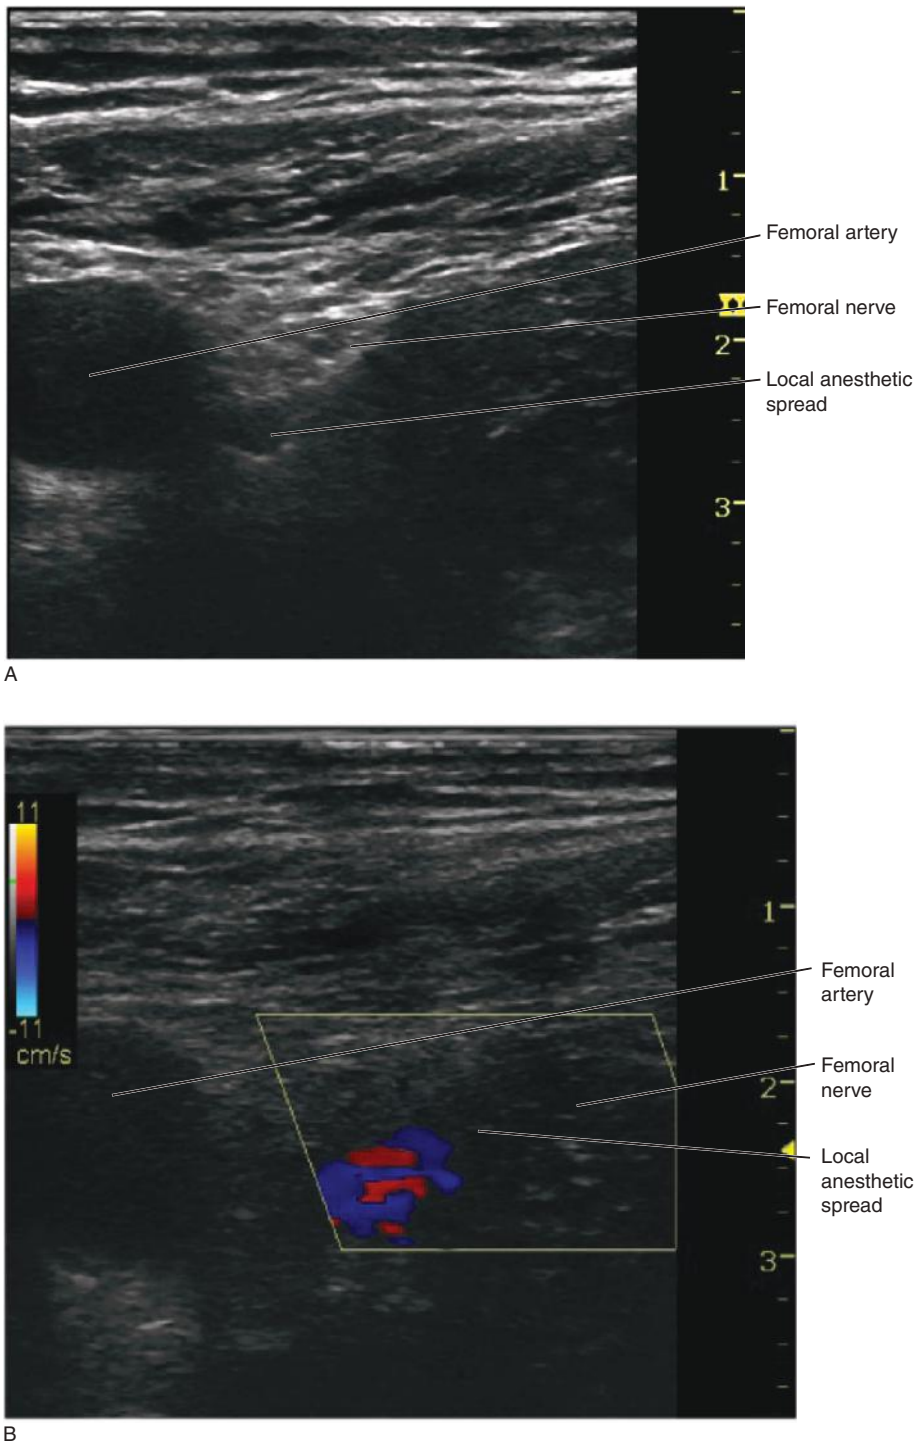 1
Femoral artery
Femoral nerve
2
Local anesthetic
spread
3
A
11
-11
cm/s
1
Femoral
artery
2
Femoral
nerve
Local
anesthetic
spread
3
B